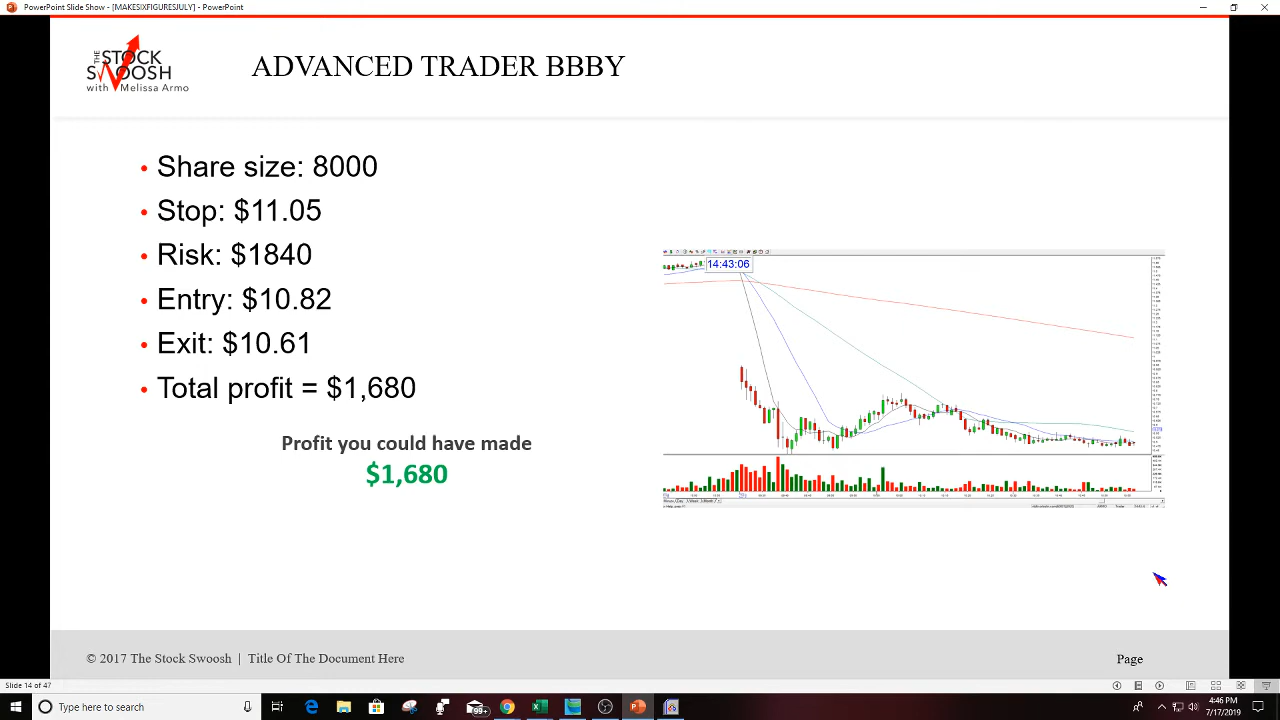 PowerPoint Slide Show - [MAKESIXFIGURESJULY] - PowerPoint
THE
STOCK
SWOOSH
with Melissa Armo
ADVANCED TRADER BBBY
• Share size: 8000
• Stop: $11.05
• Risk: $1840
• Entry: $10.82
• Exit: $10.61
• Total profit = $1,680
Profit you could have made
$1,680
14:43:06
© 2017 The Stock Swoosh | Title Of The Document Here
Page
Slide 14 of 47
Type here to search
99+
4:46 PM
7/17/2019